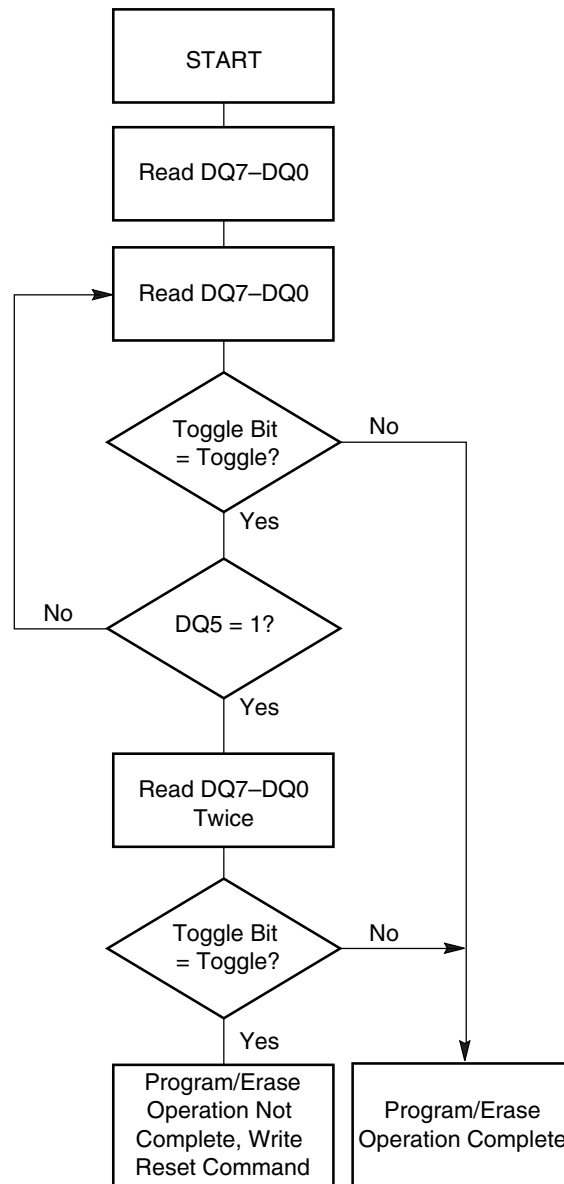 START
Read DQ7–DQ0
Read DQ7–DQ0
Toggle Bit
= Toggle?
No
Yes
No
DQ5 = 1?
Yes
Read DQ7–DQ0
Twice
Toggle Bit
= Toggle?
No
Yes
Program/Erase
Operation Not
Complete, Write
Reset Command
Program/Erase
Operation Complete